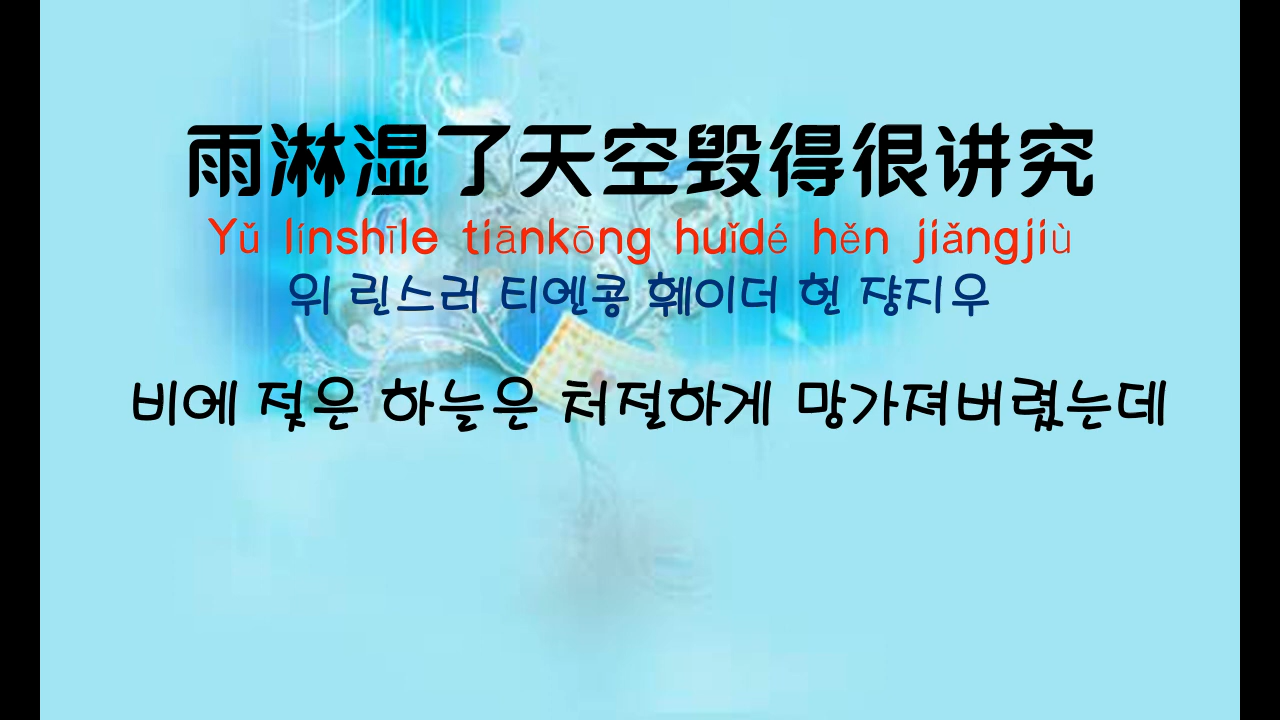 雨淋湿了天空毁得很讲究
Yǔ línshīle tiānkōng huǐdé hěn jiǎngjiù
위 린스러 티엔콩 훼이더 헌 쟝지우
비에 젖은 하늘은 처절하게 망가져버렸는데